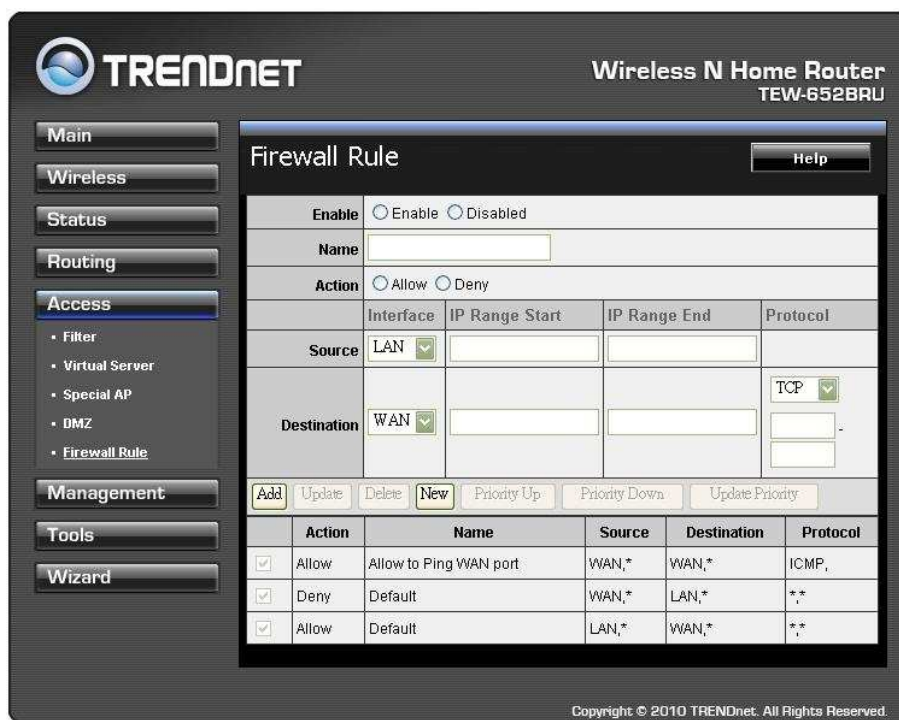 TRENDNET
Wireless N Home Router
TEW-652BRU
Main
Wireless
Status
Routing
Access
• Filter
• Virtual Server
• Special AP
• DMZ
• Firewall Rule
Management
Tools
Wizard
Firewall Rule
Help
Enable Enable Disabled
Name
Action Allow Deny
Interface IP Range Start IP Range End Protocol
Source LAN
Destination WAN TCP
-
Add Update Delete New Priority Up Priority Down Update Priority
Action Name Source Destination Protocol
Allow Allow to Ping WAN port WAN,* WAN,* ICMP,
Deny Default WAN,* LAN,* *,*
Allow Default LAN,* WAN,* *,*
Copyright © 2010 TRENDnet. All Rights Reserved.